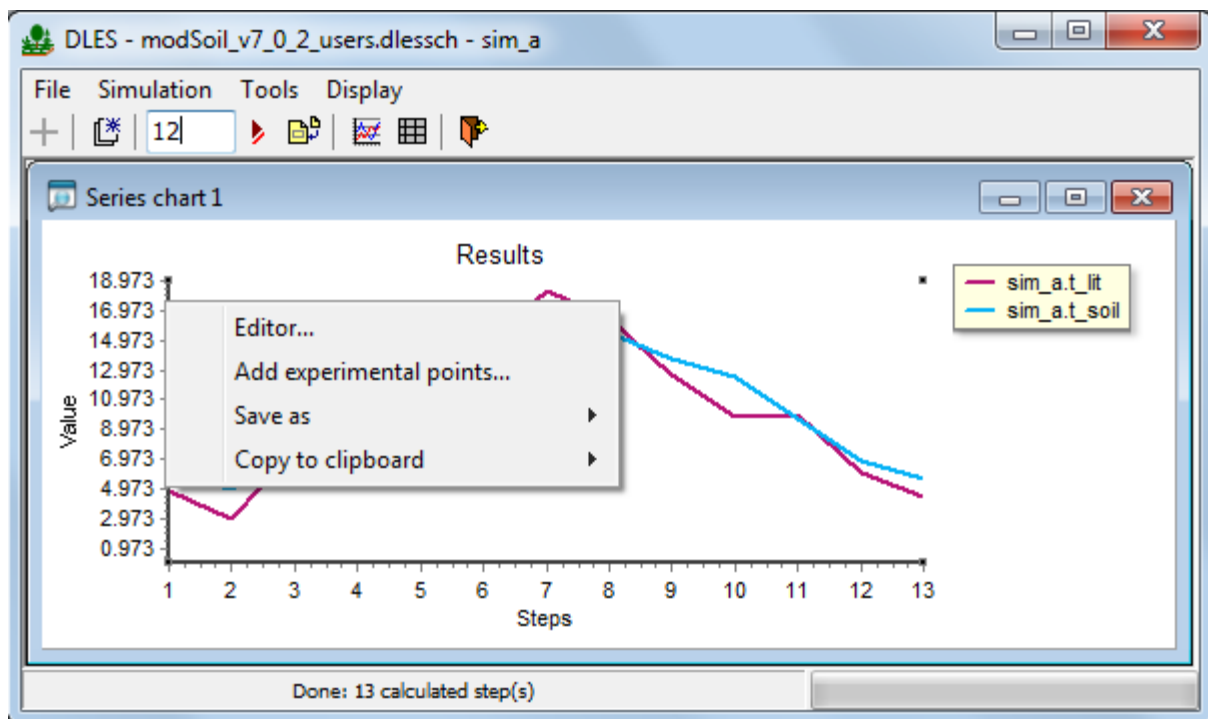 DLES - modSoil_v7_0_2_users.dlessch - sim_a
File Simulation Tools Display
12
Series chart 1
Results
18.973
16.973
14.973
12.973
10.973
8.973
6.973
4.973
2.973
0.973
Value
Editor...
Add experimental points...
Save as
Copy to clipboard
sim_a.t_lit
sim_a.t_soil
1 2 3 4 5 6 7 8 9 10 11 12 13
Steps
Done: 13 calculated step(s)